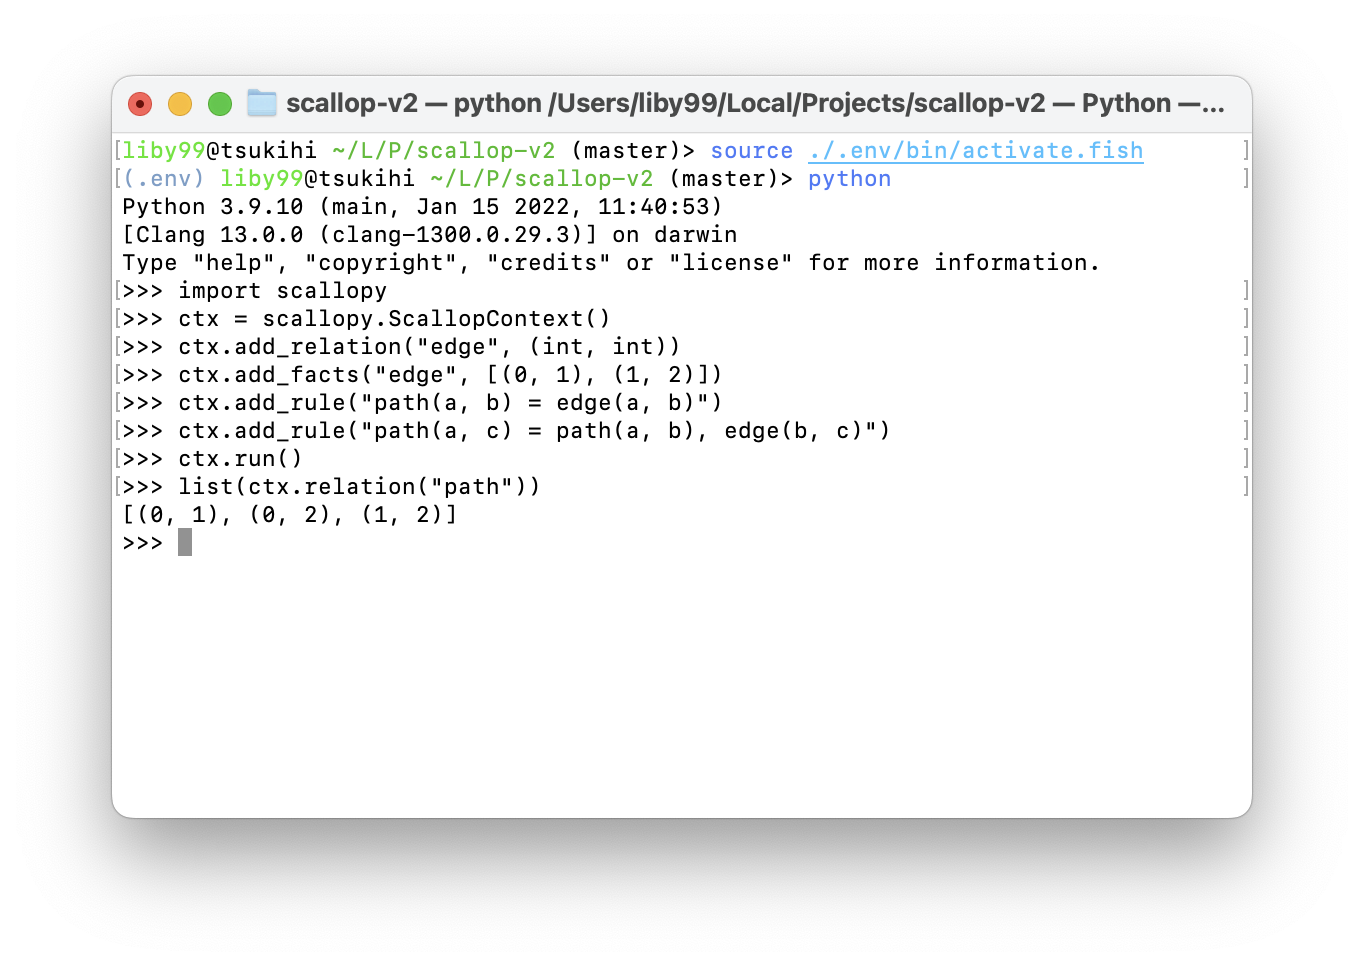 scallop-v2 — python /Users/liby99/Local/Projects/scallop-v2 — Python —...
[liby99@tsukihi ~/L/P/scallop-v2 (master)> source ./.env/bin/activate.fish ]
[(.env) liby99@tsukihi ~/L/P/scallop-v2 (master)> python ]
Python 3.9.10 (main, Jan 15 2022, 11:40:53)
[Clang 13.0.0 (clang-1300.0.29.3)] on darwin
Type "help", "copyright", "credits" or "license" for more information.
[>>> import scallopy ]
[>>> ctx = scallopy.ScallopContext() ]
[>>> ctx.add_relation("edge", (int, int)) ]
[>>> ctx.add_facts("edge", [(0, 1), (1, 2)]) ]
[>>> ctx.add_rule("path(a, b) = edge(a, b)") ]
[>>> ctx.add_rule("path(a, c) = path(a, b), edge(b, c)") ]
[>>> ctx.run() ]
[>>> list(ctx.relation("path")) ]
[(0, 1), (0, 2), (1, 2)]
>>>